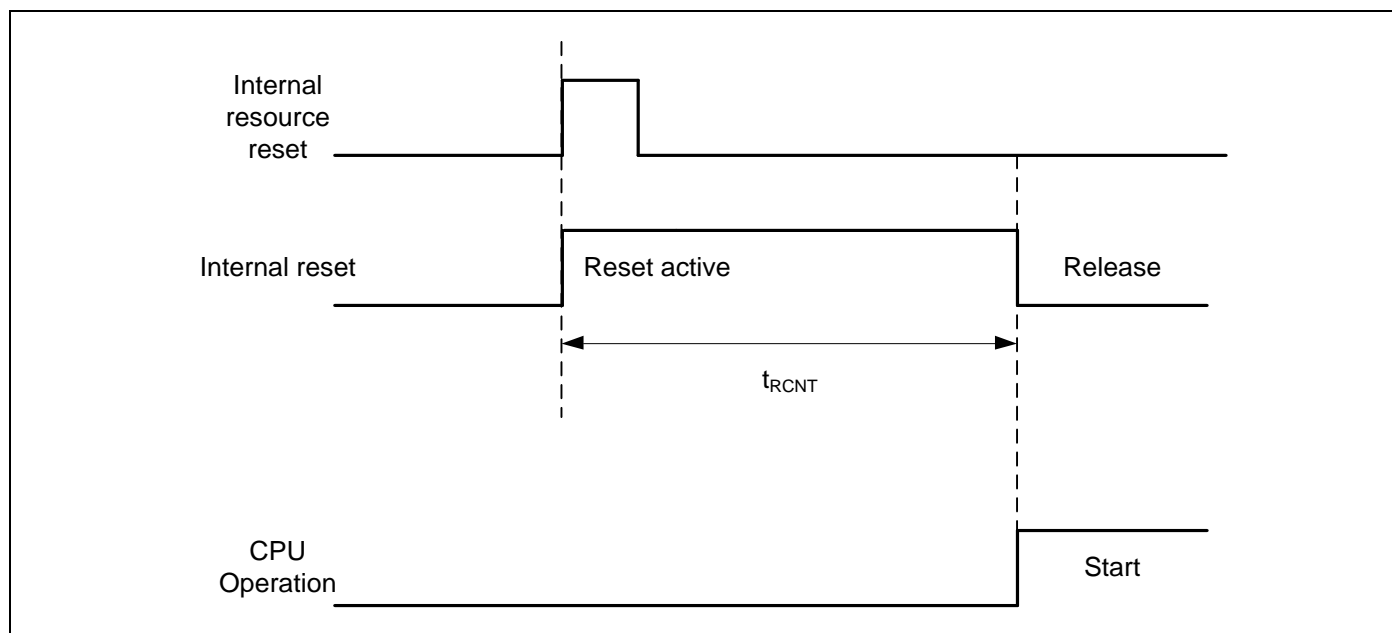 Internal
resource
reset
Internal reset
Reset active
Release
tRCNT
CPU
Operation
Start